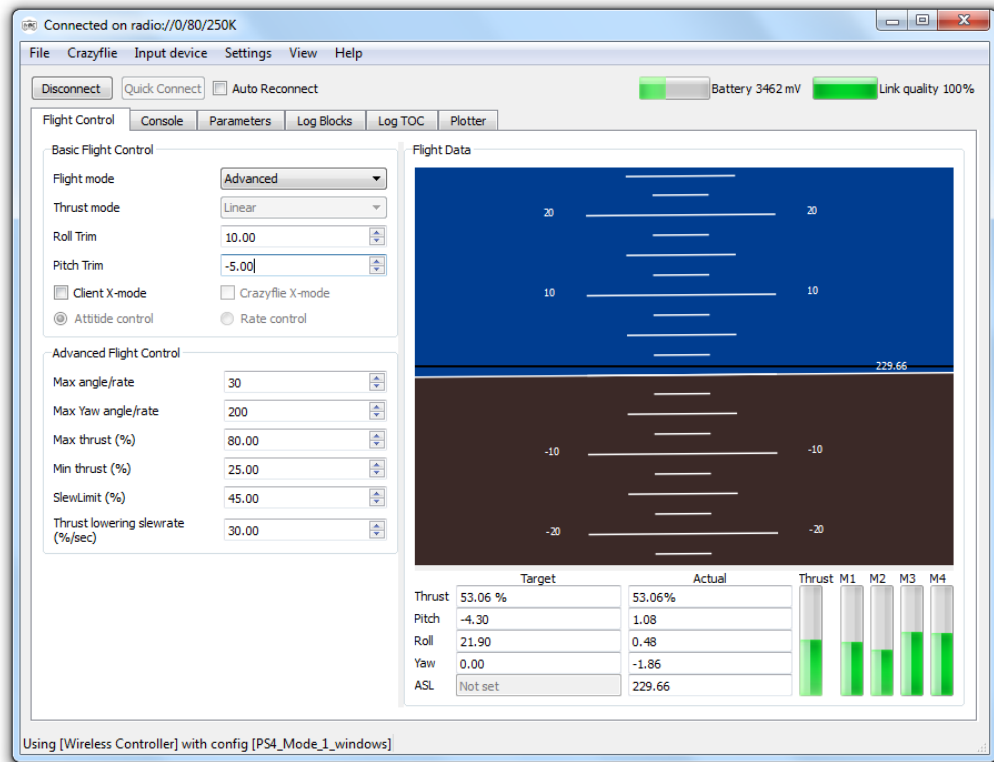 Connected on radio://0/80/250K
File Crazyflie Input device Settings View Help
Disconnect Quick Connect Auto Reconnect Battery 3462 mV Link quality 100%
Flight Control Console Parameters Log Blocks Log TOC Plotter
Basic Flight Control
Flight mode Advanced
Thrust mode Linear
Roll Trim 10.00
Pitch Trim -5.00
Client X-mode Crazyflie X-mode
Attitide control Rate control
Advanced Flight Control
Max angle/rate 30
Max Yaw angle/rate 200
Max thrust (%) 80.00
Min thrust (%) 25.00
SlewLimit (%) 45.00
Thrust lowering slewrate
(%/sec) 30.00
Flight Data
20 20
10 10
229.66
-10 -10
-20 -20
Target Actual Thrust M1 M2 M3 M4
Thrust 53.06 % 53.06%
Pitch -4.30 1.08
Roll 21.90 0.48
Yaw 0.00 -1.86
ASL Not set 229.66
Using [Wireless Controller] with config [PS4_Mode_1_windows]